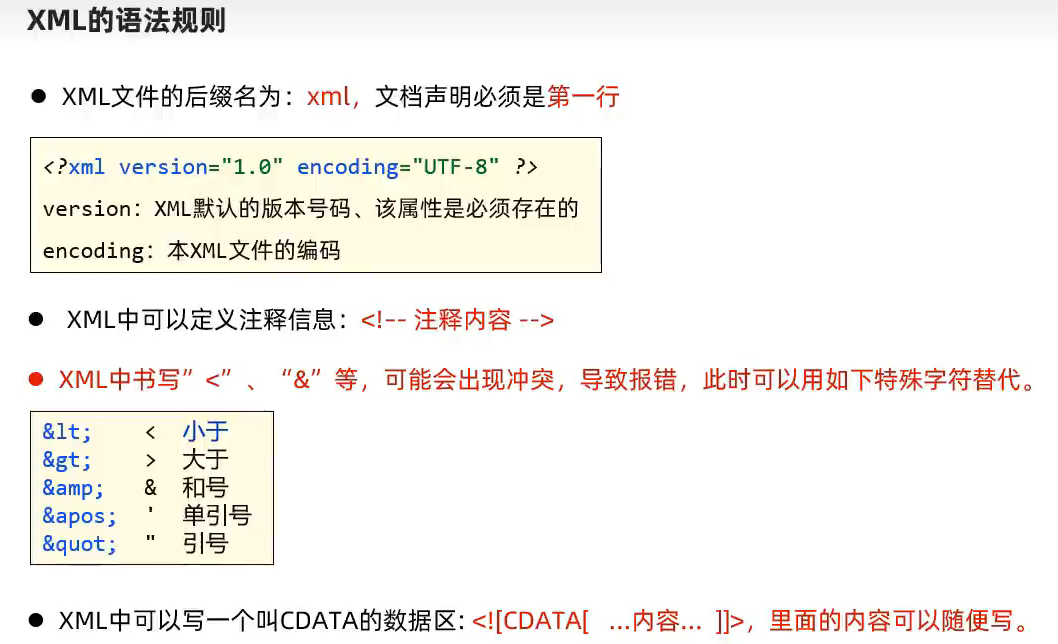 XML的语法规则
XML文件的后缀名为：xml，文档声明必须是第一行
<?xml version="1.0" encoding="UTF-8" ?>
version：XML默认的版本号码、该属性是必须存在的
encoding：本XML文件的编码
XML中可以定义注释信息：<!-- 注释内容 -->
XML中书写”<”、“&”等，可能会出现冲突，导致报错，此时可以用如下特殊字符替代。
&lt; < 小于
&gt; > 大于
&amp; & 和号
&apos; ' 单引号
&quot; " 引号
XML中可以写一个叫CDATA的数据区: <![CDATA[ ...内容... ]]>，里面的内容可以随便写。